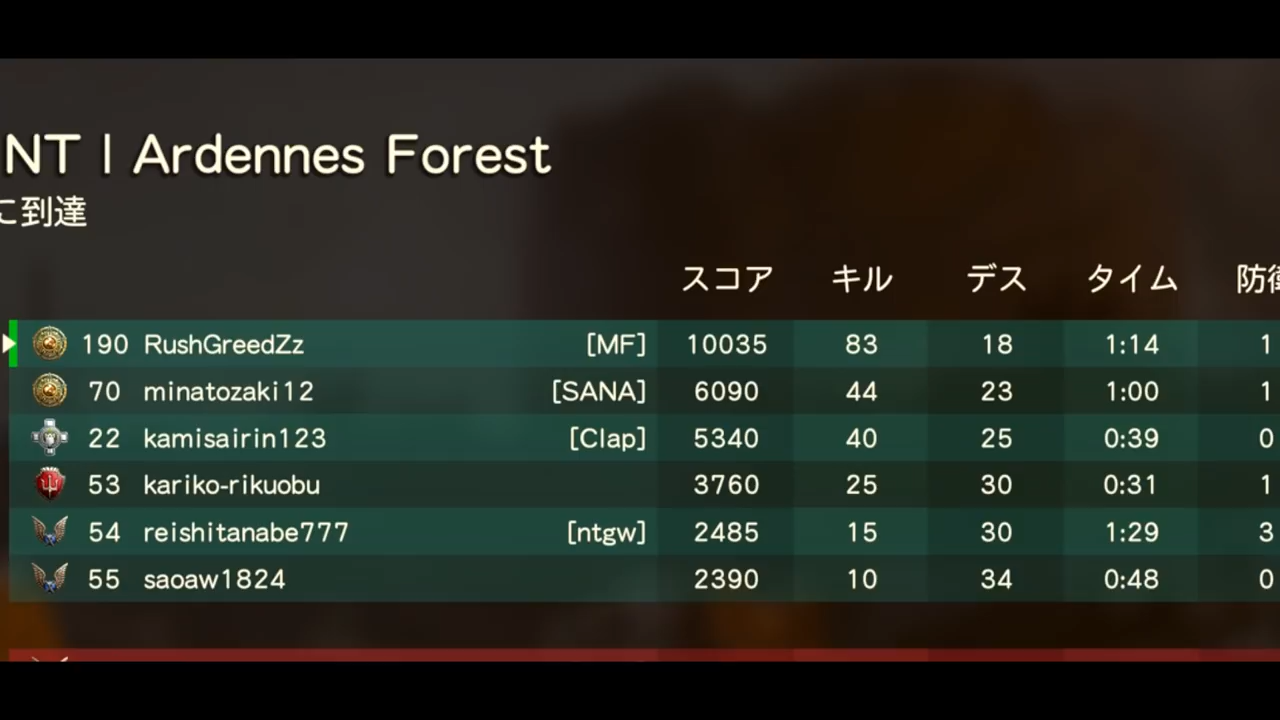 NT | Ardennes Forest
に到達
スコア キル デス タイム 防衛
190 RushGreedZz [MF] 10035 83 18 1:14 1
70 minatozaki12 [SANA] 6090 44 23 1:00 1
22 kamisairin123 [Clap] 5340 40 25 0:39 0
53 kariko-rikuobu 3760 25 30 0:31 1
54 reishitanabe777 [ntgw] 2485 15 30 1:29 3
55 saoaw1824 2390 10 34 0:48 0